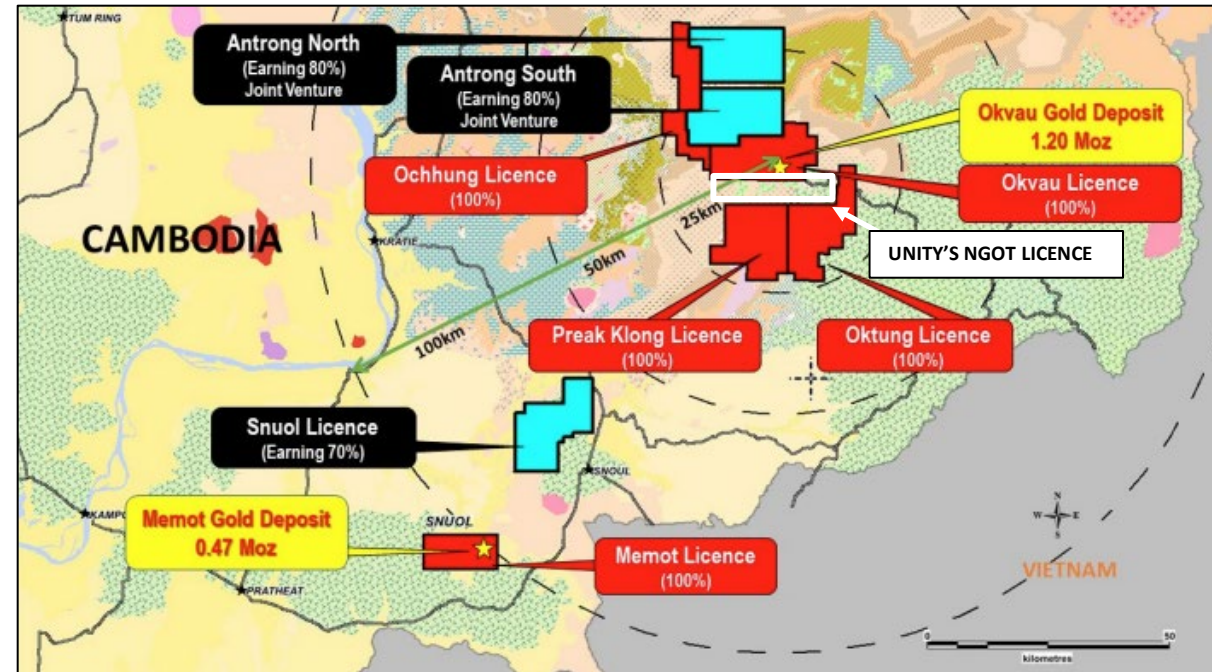 TUM RING
Antrong North
(Earning 80%)
Joint Venture
Antrong South
(Earning 80%)
Joint Venture
Okvau Gold Deposit
1.20 Moz
Ochhung Licence
(100%)
Okvau Licence
(100%)
25km
CAMBODIA
KRATIE
UNITY'S NGOT LICENCE
50km
100km
Preak Klong Licence
(100%)
Oktung Licence
(100%)
Snuol Licence
(Earning 70%)
SNOUL
Memot Gold Deposit
0.47 Moz
KAMPO
SNUOL
N
W E
S
Memot Licence
(100%)
VIETNAM
PRATHEAT
0 50
kilometres